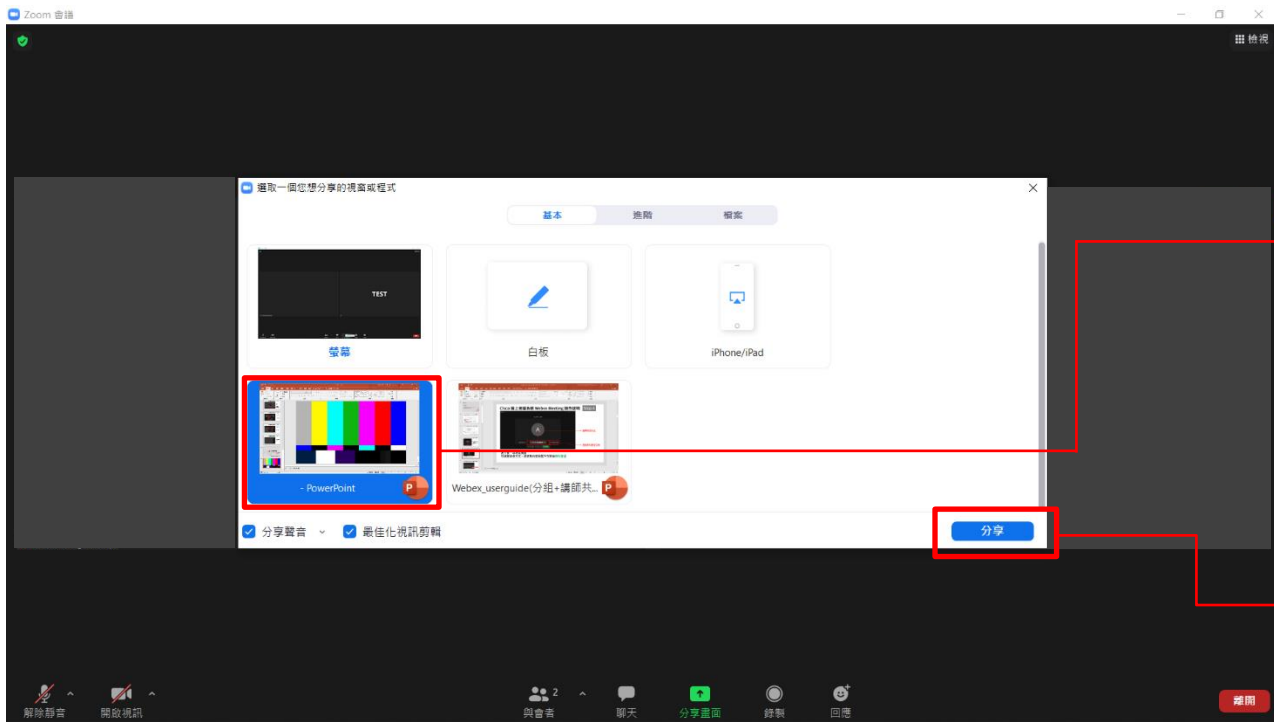 Zoom 會議
檢視
選取一個您想分享的視窗或程式
基本 進階 檔案
TEST
螢幕 白板 iPhone/iPad
- PowerPoint Webex_userguide(分組+講師共...
分享聲音 最佳化視訊剪輯 分享
解除靜音 開啟視訊 與會者 2 聊天 分享畫面 錄製 回應 離開